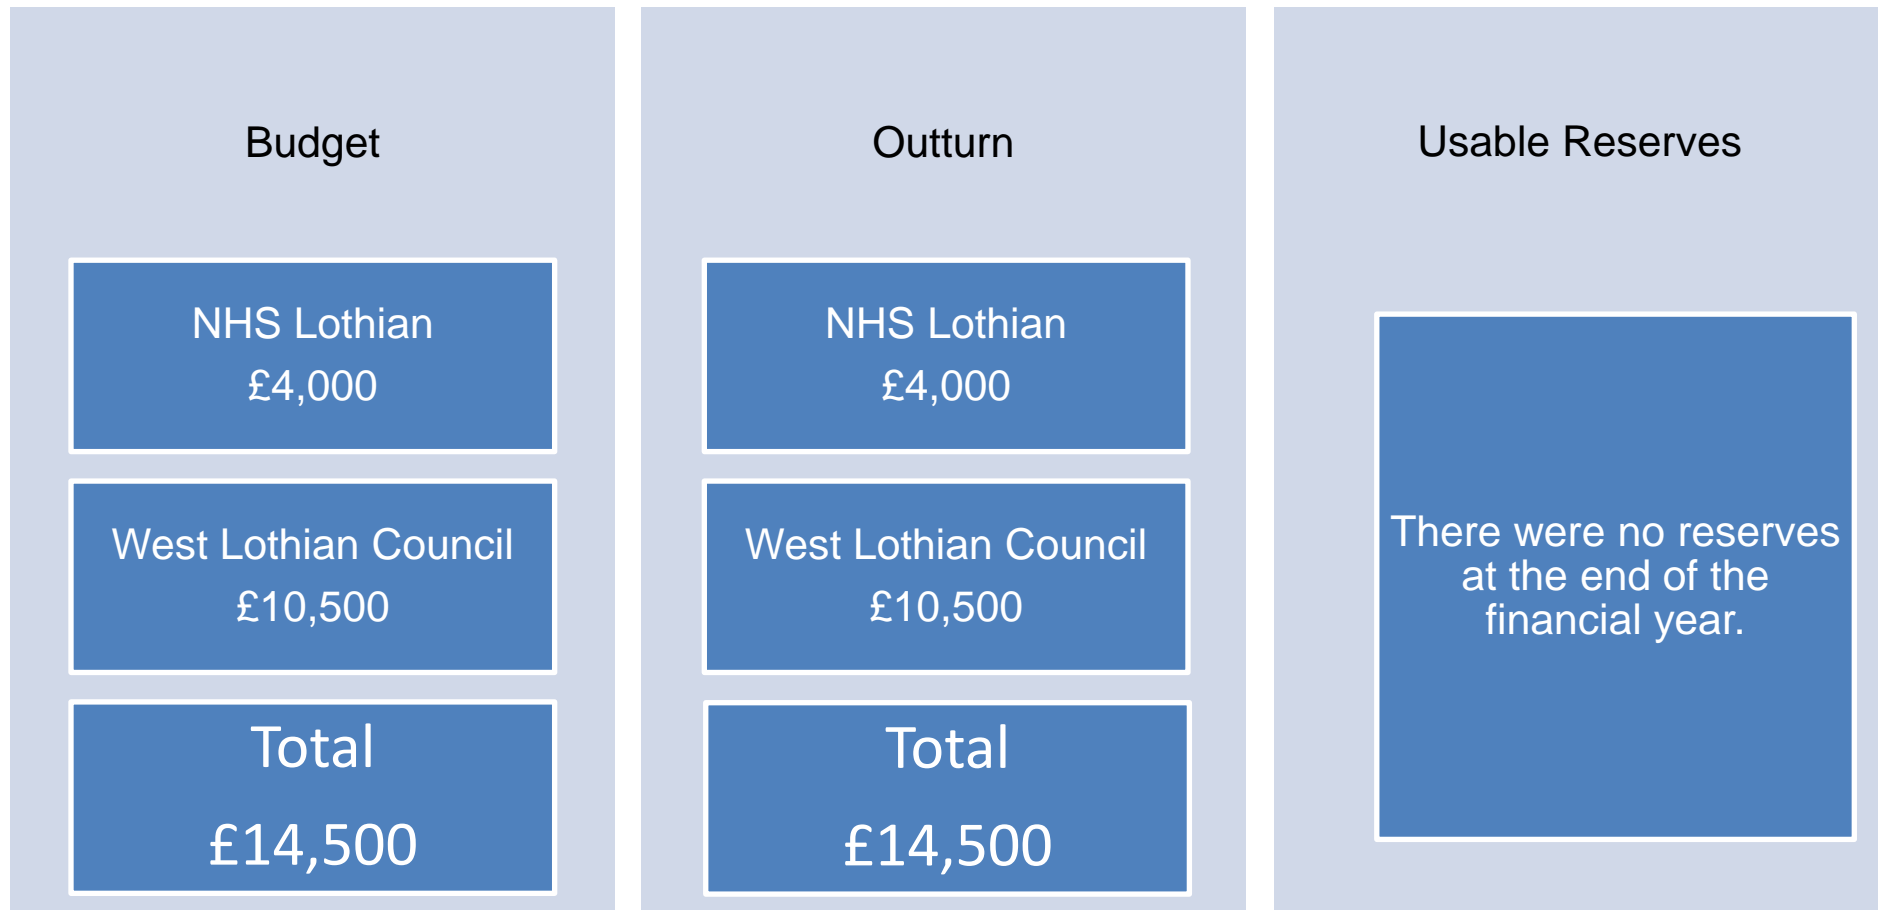 Budget
NHS Lothian
£4,000
West Lothian Council
£10,500
Total
£14,500
Outturn
NHS Lothian
£4,000
West Lothian Council
£10,500
Total
£14,500
Usable Reserves
There were no reserves
at the end of the
financial year.